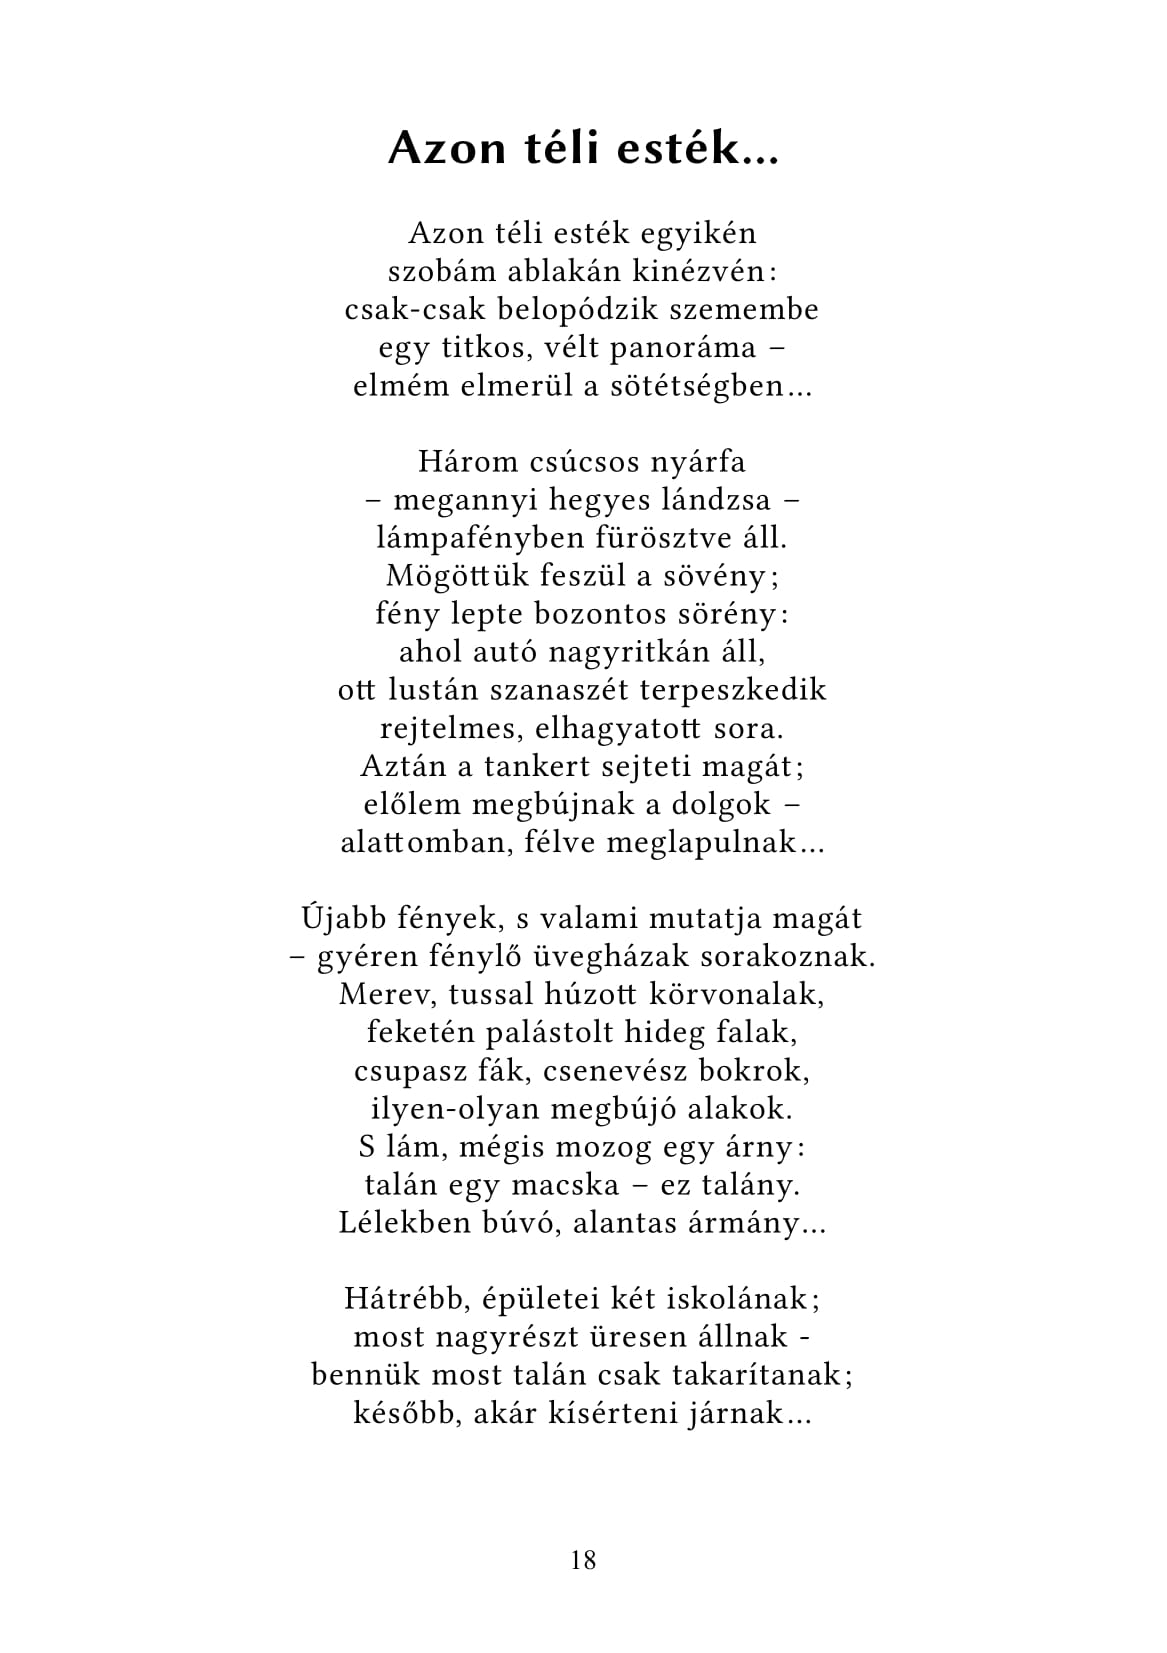 Azon téli esték...
Azon téli esték egyikén
szobám ablakán kinézvén:
csak-csak belopódzik szemembe
egy titkos, vélt panoráma –
elmém elmerül a sötétségben...
Három csúcsos nyárfa
– megannyi hegyes lándzsa –
lámpafényben fürösztve áll.
Mögöttük feszül a sövény;
fény lepte bozontos sörény:
ahol autó nagyritkán áll,
ott lustán szanaszét terpeszkedik
rejtelmes, elhagyatott sora.
Aztán a tankert sejteti magát;
előlem megbújnak a dolgok –
alattomban, félve meglapulnak...
Újabb fények, s valami mutatja magát
– gyéren fénylő üvegházak sorakoznak.
Merev, tussal húzott körvonalak,
feketén palástolt hideg falak,
csupasz fák, csenevész bokrok,
ilyen-olyan megbújó alakok.
S lám, mégis mozog egy árny:
talán egy macska – ez talány.
Lélekben búvó, alantas ármány...
Hátrébb, épületei két iskolának;
most nagyrészt üresen állnak -
bennük most talán csak takarítanak;
később, akár kísérteni járnak...
18